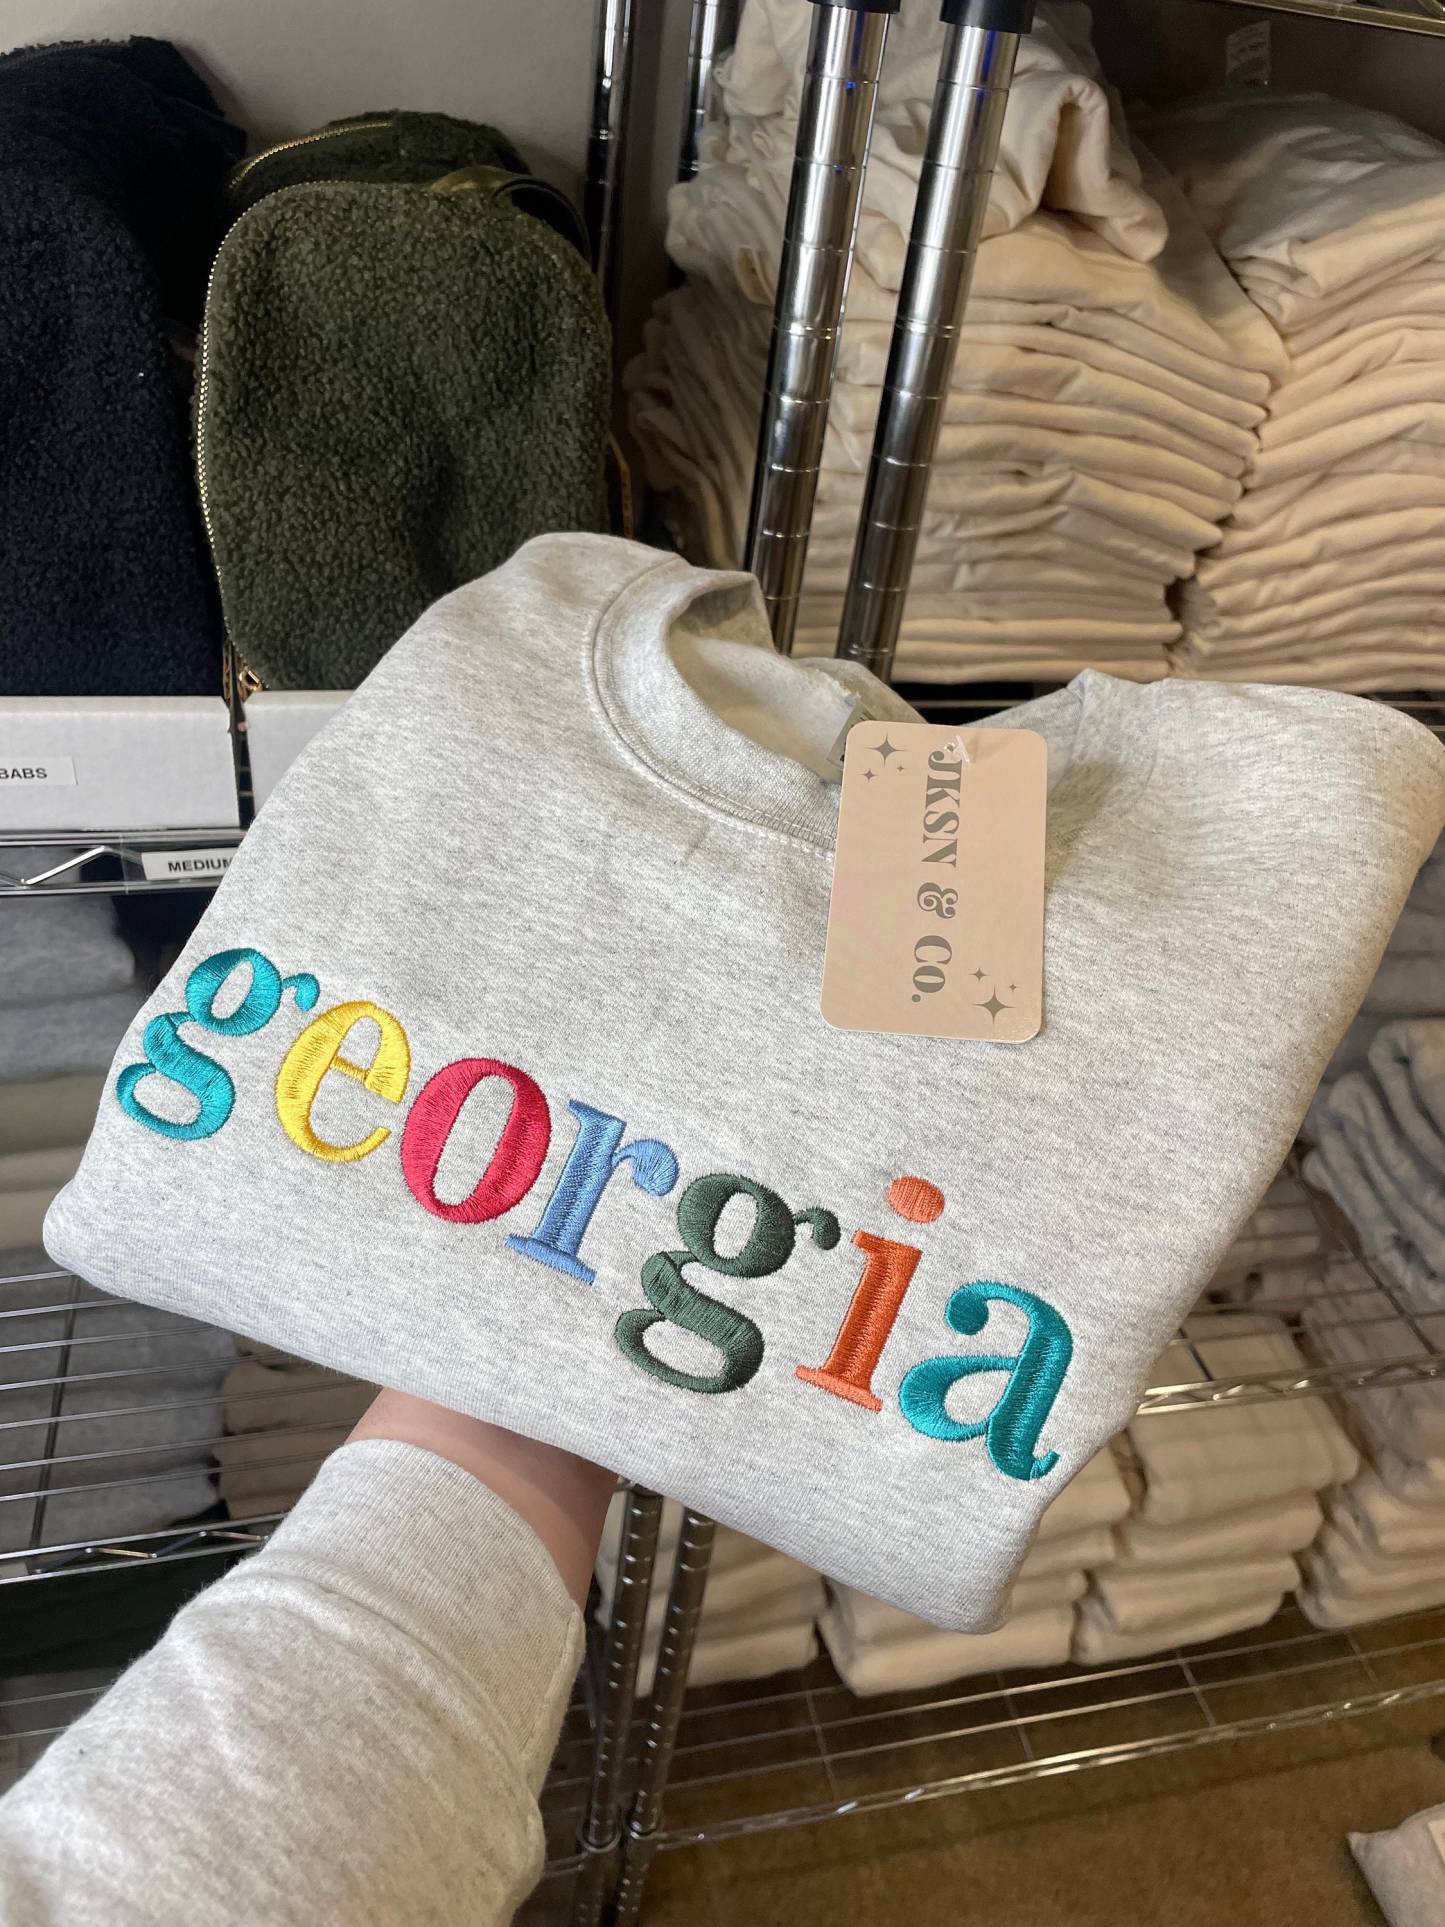 BABS
MEDIUM
JKSN & Co.
georgia